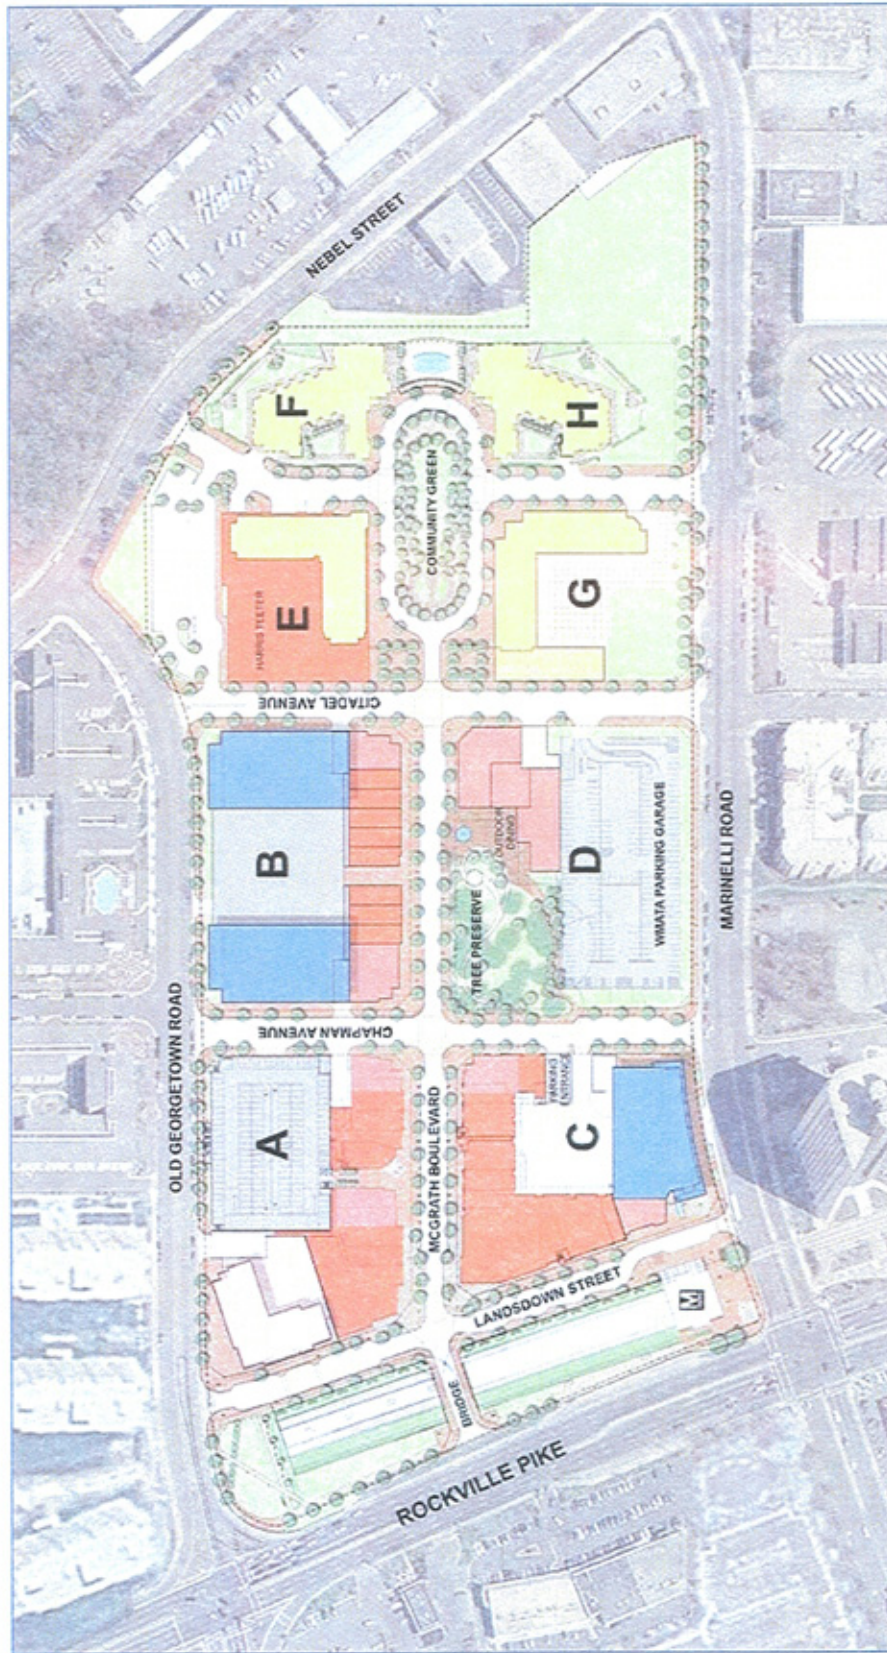 NEBEL STREET
F
H
COMMUNITY GREEN
HARRIS TEETER
E
G
CITADEL AVENUE
B
OUTDOOR
DINING
TREE PRESERVE
D
WMATA PARKING GARAGE
MARINELLI ROAD
OLD GEORGETOWN ROAD
CHAPMAN AVENUE
A
MCGRATH BOULEVARD
PARKING
ENTRANCE
C
LANDSDOWN STREET
M
BRIDGE
ROCKVILLE PIKE